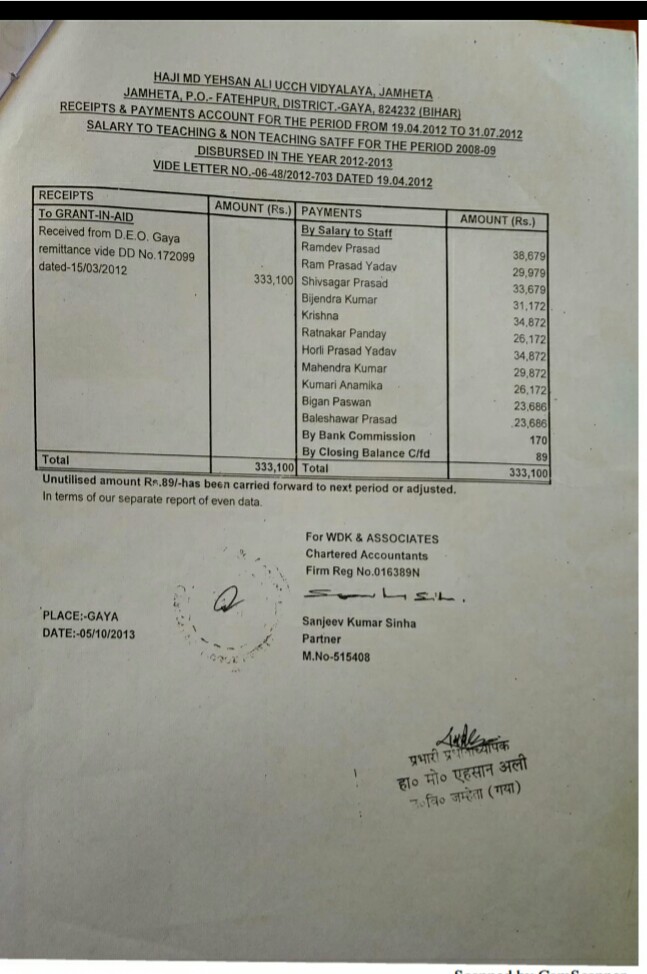 HAJI MD YEHSAN ALI UCCH VIDYALAYA, JAMHETA
JAMHETA, P.O.- FATEHPUR, DISTRICT.-GAYA, 824232 (BIHAR)
RECEIPTS & PAYMENTS ACCOUNT FOR THE PERIOD FROM 19.04.2012 TO 31.07.2012
SALARY TO TEACHING & NON TEACHING SATFF FOR THE PERIOD 2008-09
DISBURSED IN THE YEAR 2012-2013
VIDE LETTER NO.-06-48/2012-703 DATED 19.04.2012
RECEIPTS AMOUNT (Rs.) PAYMENTS AMOUNT (Rs.)
To GRANT-IN-AID By Salary to Staff
Received from D.E.O. Gaya Ramdev Prasad 38,679
remittance vide DD No.172099 Ram Prasad Yadav 29,979
dated-15/03/2012 333,100 Shivsagar Prasad 33,679
Bijendra Kumar 31,172
Krishna 34,872
Ratnakar Panday 26,172
Horli Prasad Yadav 34,872
Mahendra Kumar 29,872
Kumari Anamika 26,172
Bigan Paswan 23,686
Baleshawar Prasad 23,686
By Bank Commission 170
By Closing Balance C/fd 89
Total 333,100 Total 333,100
Unutilised amount Rs.89/-has been carried forward to next period or adjusted.
In terms of our separate report of even data.
For WDK & ASSOCIATES
Chartered Accountants
Firm Reg No.016389N
PLACE:-GAYA
DATE:-05/10/2013
Sanjeev Kumar Sinha
Partner
M.No-515408
प्रभारी प्रधानाध्यापक
हा० मो० एहसान अली
वि० जम्हेता (गया)